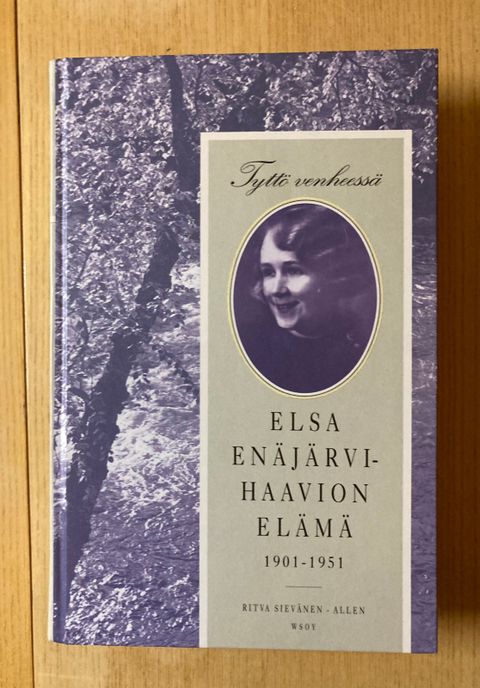 Tyttö venheessä
ELSA
ENÄJÄRVI-
HAAVION
ELÄMÄ
1901-1951
RITVA SIEVÄNEN - ALLEN
WSOY